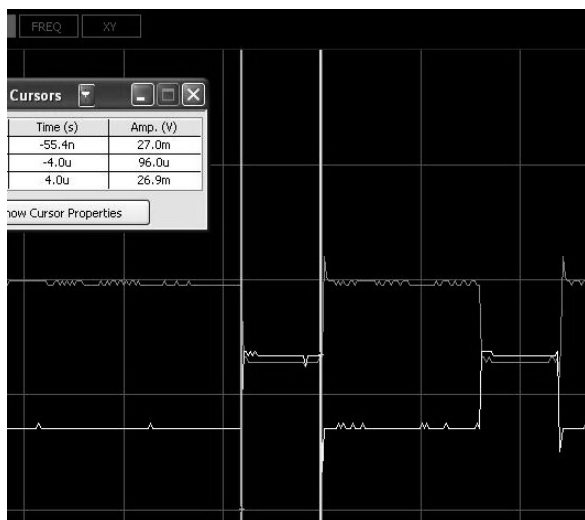 FREQ XY
Cursors
Time (s) Amp. (V)
-55.4n 27.0m
-4.0u 96.0u
4.0u 26.9m
how Cursor Properties